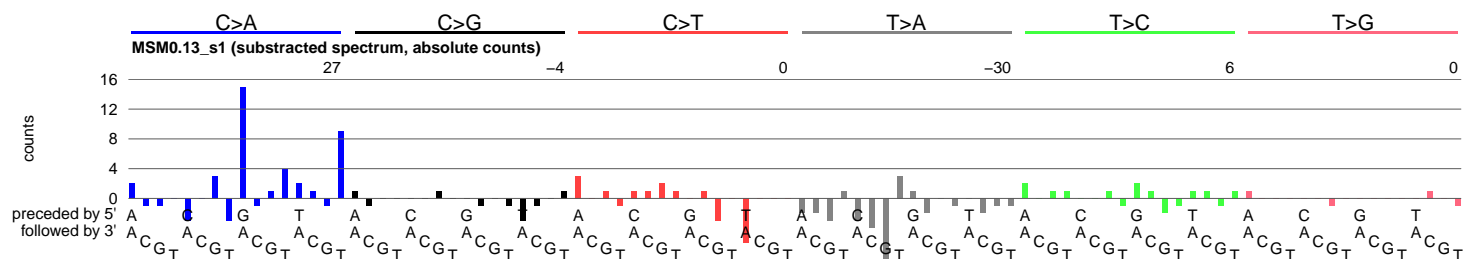 C>A C>G C>T T>A T>C T>G
MSM0.13_s1 (substracted spectrum, absolute counts)
27 −4 0 −30 6 0
16
12
8
4
0
counts
preceded by 5' A C G T A C G T A C G T A C G T A C G T A C G T
followed by 3' A C G T A C G T A C G T A C G T A C G T A C G T A C G T A C G T A C G T A C G T A C G T A C G T A C G T A C G T A C G T A C G T A C G T A C G T A C G T A C G T A C G T A C G T A C G T A C G T